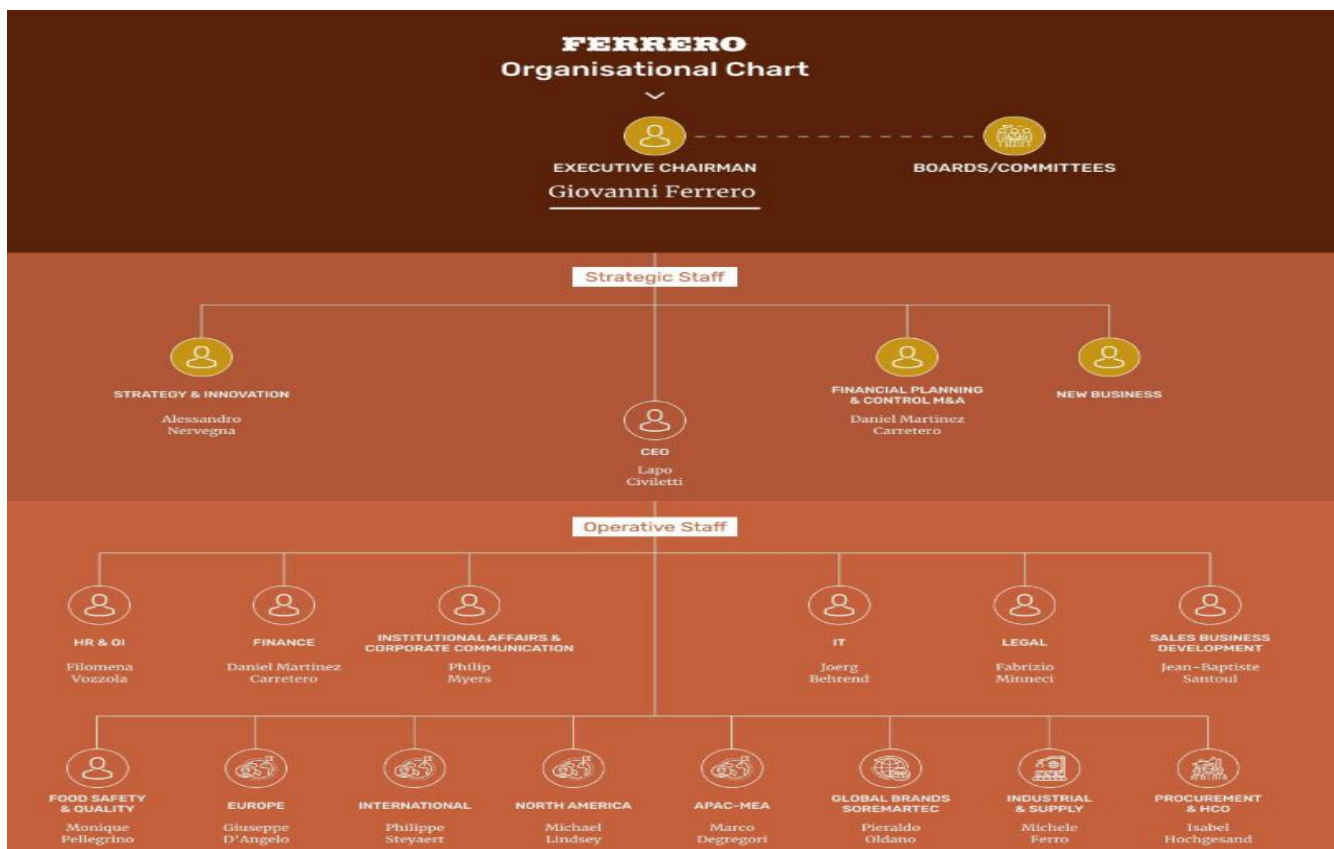 FERRERO
Organisational Chart
EXECUTIVE CHAIRMAN
Giovanni Ferrero
BOARDS/COMMITTEES
Strategic Staff
STRATEGY & INNOVATION
Alessandro
Nervegna
CEO
Lapo
Civiletti
FINANCIAL PLANNING
& CONTROL M&A
Daniel Martinez
Carretero
NEW BUSINESS
Operative Staff
HR & OI
Filomena
Vozzola
FINANCE
Daniel Martinez
Carretero
INSTITUTIONAL AFFAIRS &
CORPORATE COMMUNICATION
Philip
Myers
IT
Joerg
Behrend
LEGAL
Fabrizio
Minneci
SALES BUSINESS
DEVELOPMENT
Jean-Baptiste
Santoul
FOOD SAFETY
& QUALITY
Monique
Pellegrino
EUROPE
Giuseppe
D'Angelo
INTERNATIONAL
Philippe
Steyaert
NORTH AMERICA
Michael
Lindsey
APAC-MEA
Marco
Degregori
GLOBAL BRANDS
SOREMARTEC
Pieraldo
Oldano
INDUSTRIAL
& SUPPLY
Michele
Ferro
PROCUREMENT
& HCO
Isabel
Hochgesand